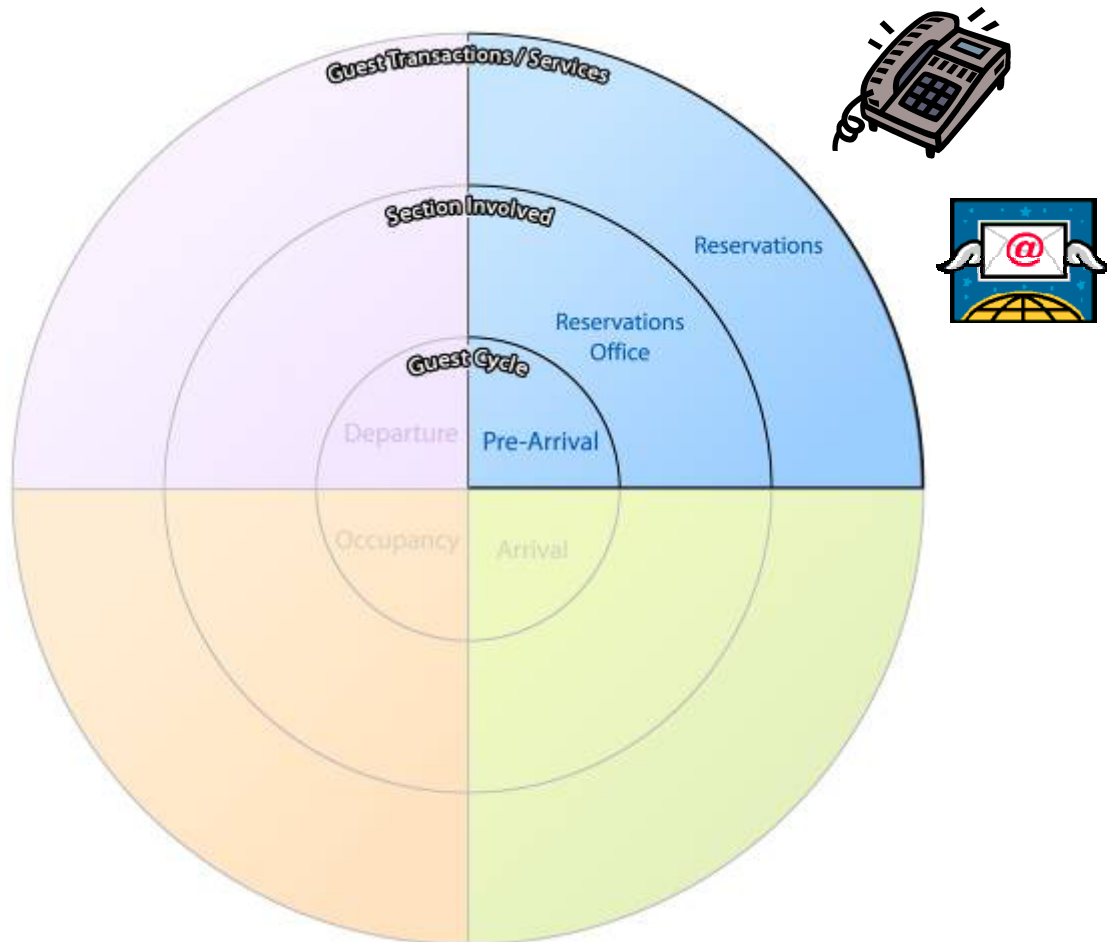 Guest Transactions / Services
Section Involved
Reservations
Reservations
Office
Guest Cycle
Departure
Pre-Arrival
Occupancy
Arrival
@